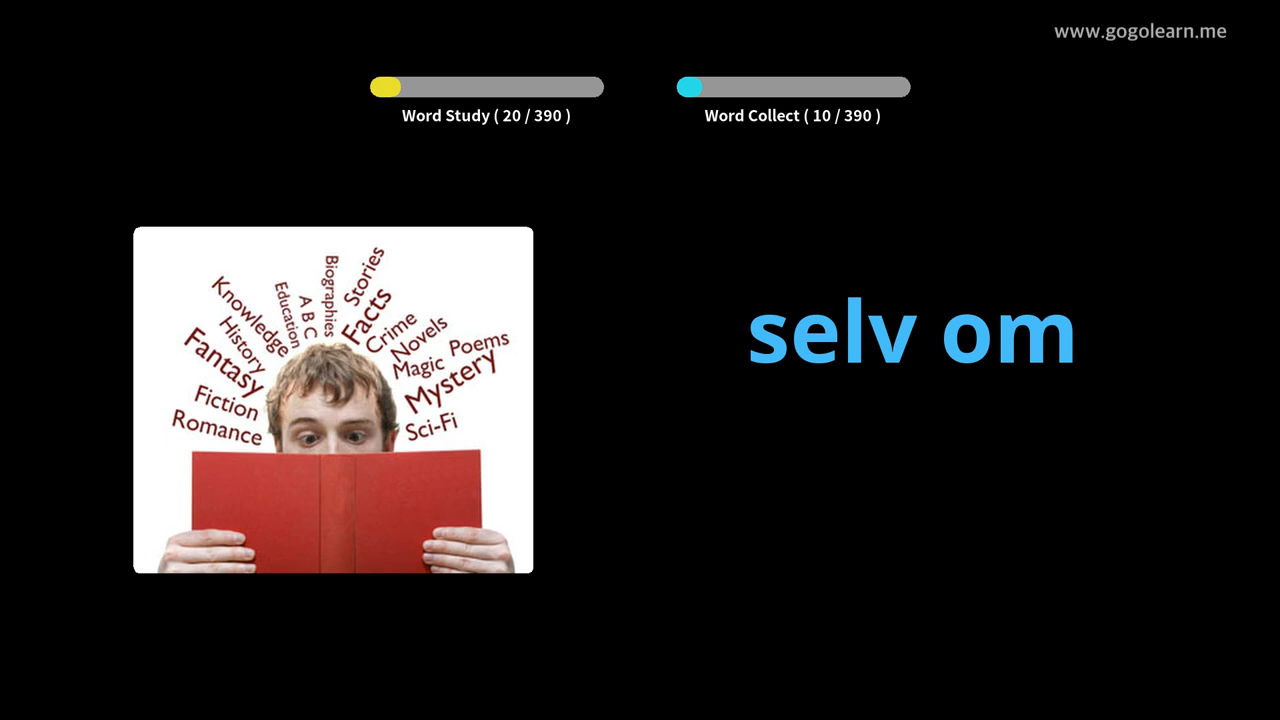 www.gogolearn.me
Word Study ( 20 / 390 )
Word Collect ( 10 / 390 )
Stories
Biographies
Education
A B C
Facts
Knowledge
Crime
History
Novels
Poems
Fantasy
Magic
Mystery
Fiction
Romance
Sci-Fi
selv om